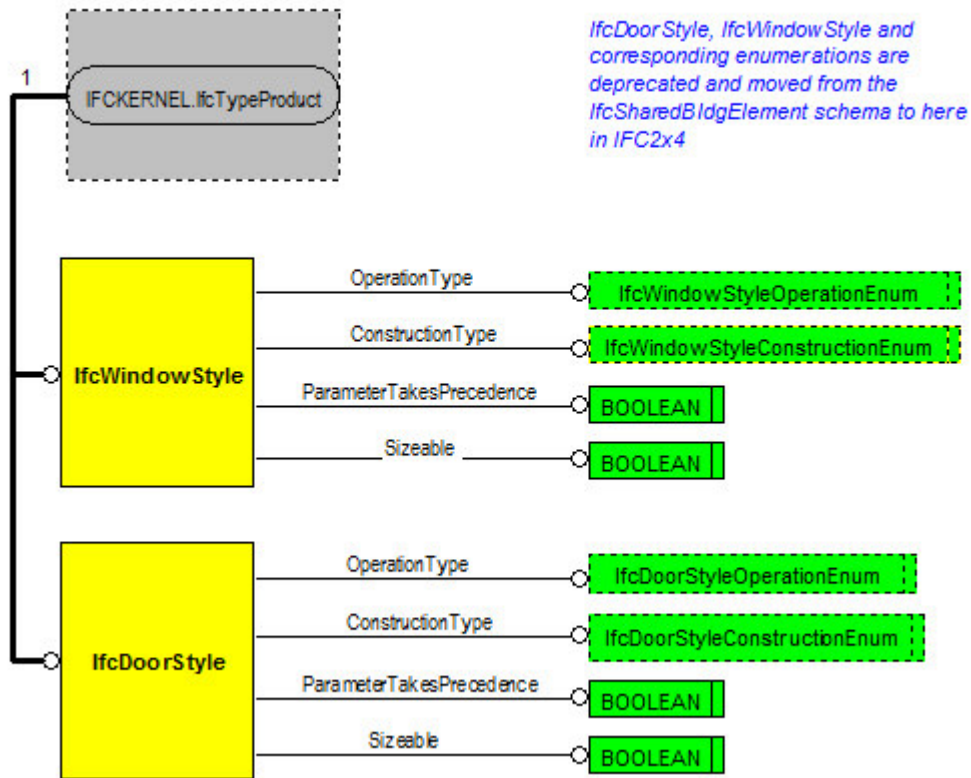 IfcDoorStyle, IfcWindowStyle and
corresponding enumerations are
deprecated and moved from the
IfcSharedBldgElement schema to here
in IFC2x4
1
IFCKERNEL.IfcTypeProduct
IfcWindowStyle
OperationType
IfcWindowStyleOperationEnum
ConstructionType
IfcWindowStyleConstructionEnum
ParameterTakesPrecedence
BOOLEAN
Sizeable
BOOLEAN
IfcDoorStyle
OperationType
IfcDoorStyleOperationEnum
ConstructionType
IfcDoorStyleConstructionEnum
ParameterTakesPrecedence
BOOLEAN
Sizeable
BOOLEAN